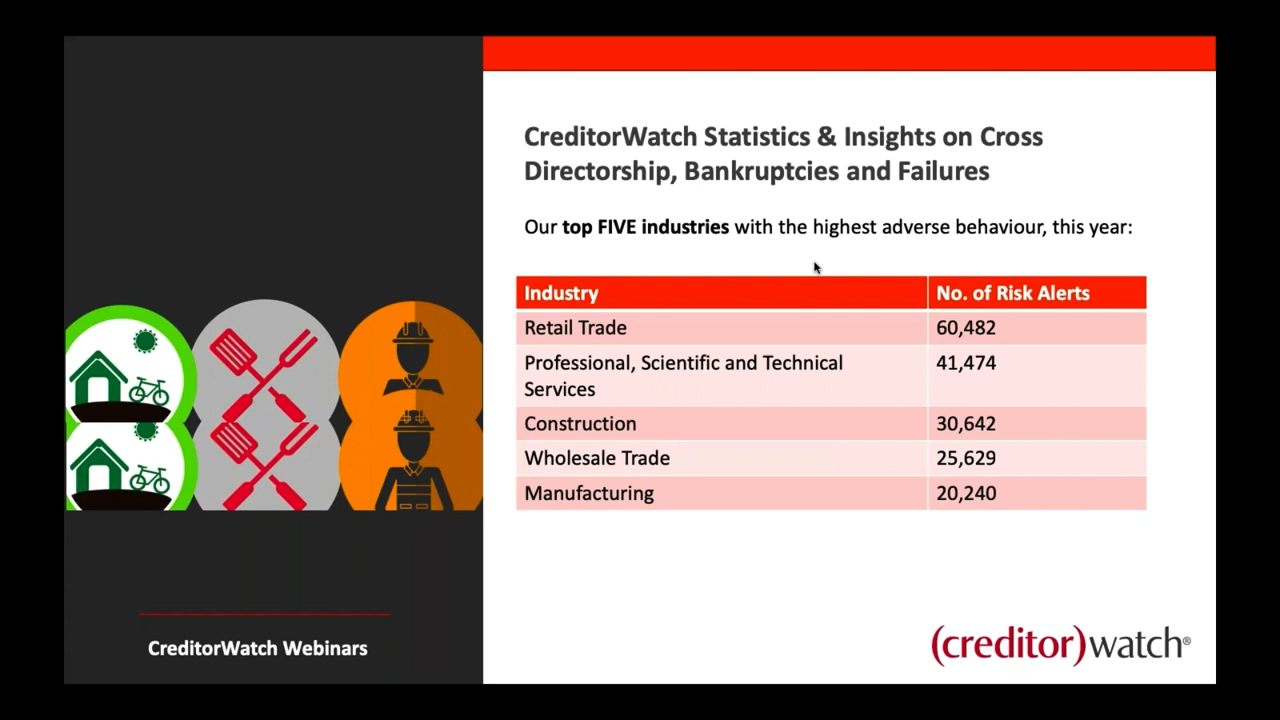 CreditorWatch Statistics & Insights on Cross
Directorship, Bankruptcies and Failures
Our top FIVE industries with the highest adverse behaviour, this year:
Industry No. of Risk Alerts
Retail Trade 60,482
Professional, Scientific and Technical 41,474
Services
Construction 30,642
Wholesale Trade 25,629
Manufacturing 20,240
CreditorWatch Webinars
(creditor)watch®